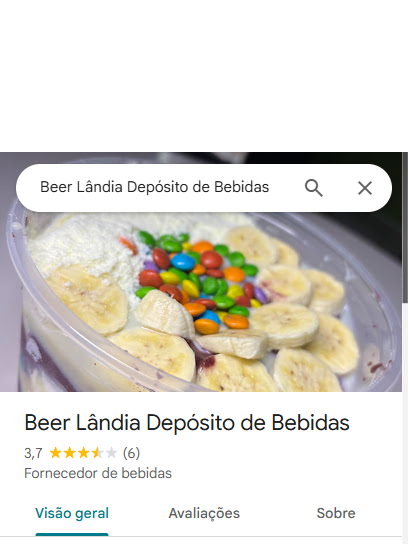 Beer Lândia Depósito de Bebidas
Beer Lândia Depósito de Bebidas
3,7 (6)
Fornecedor de bebidas
Visão geral Avaliações Sobre